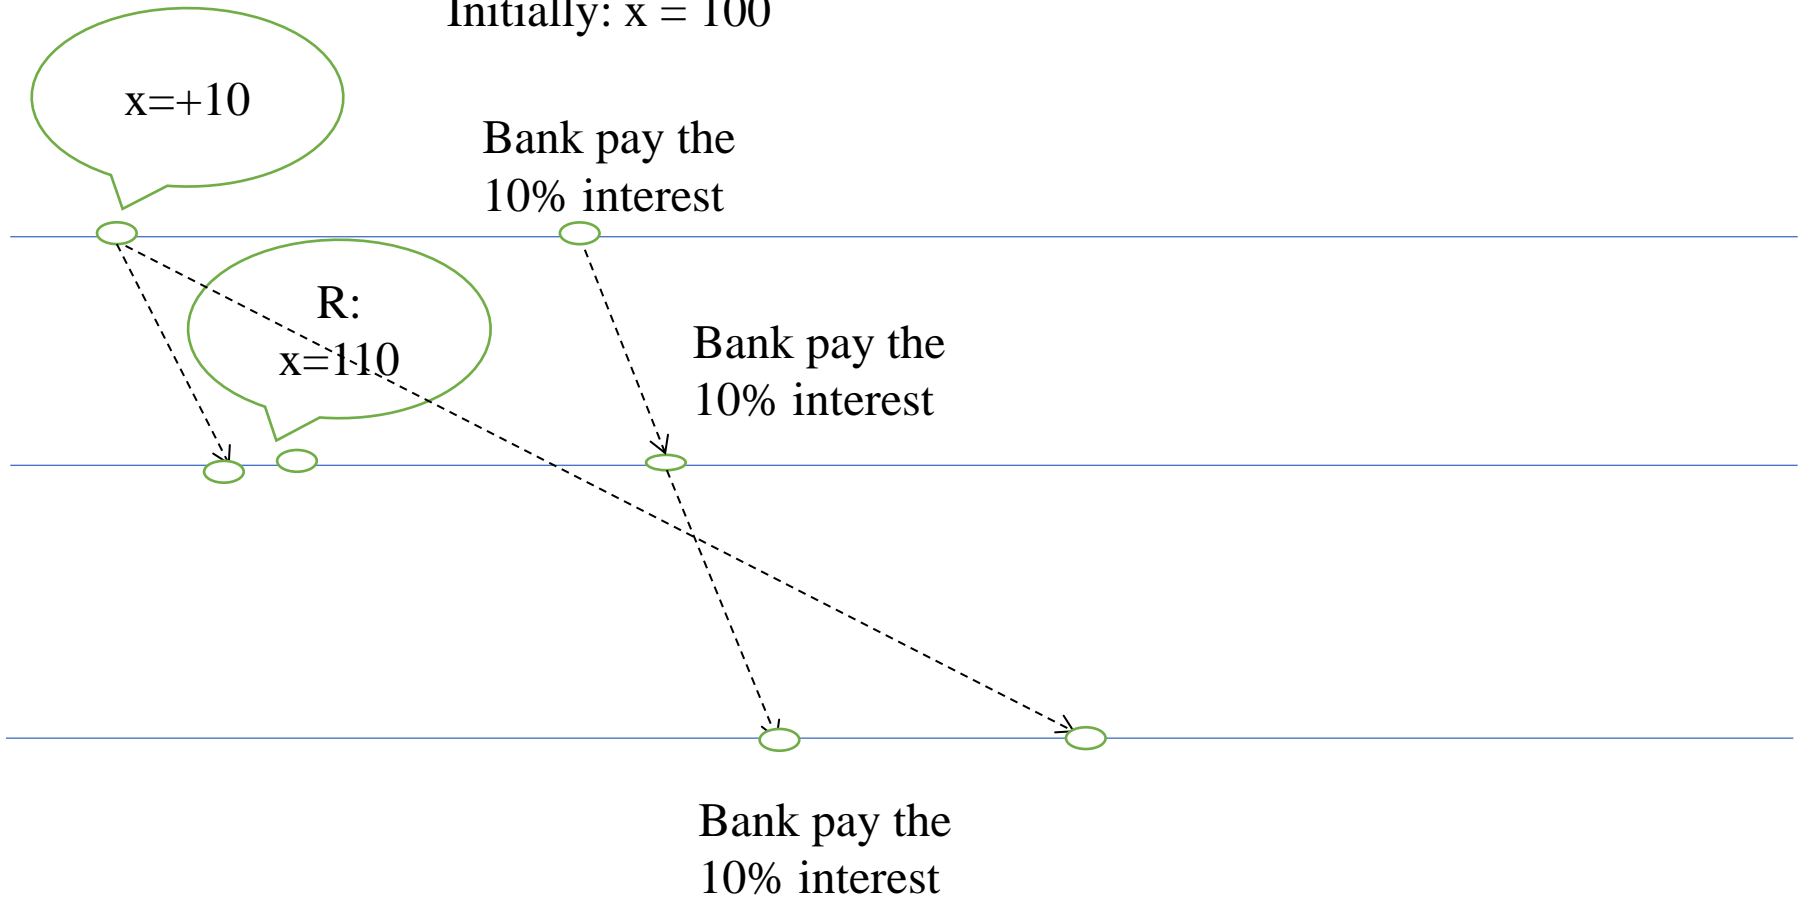 Initially: x = 100
x=+10
Bank pay the
10% interest
R:
x=110
Bank pay the
10% interest
Bank pay the
10% interest